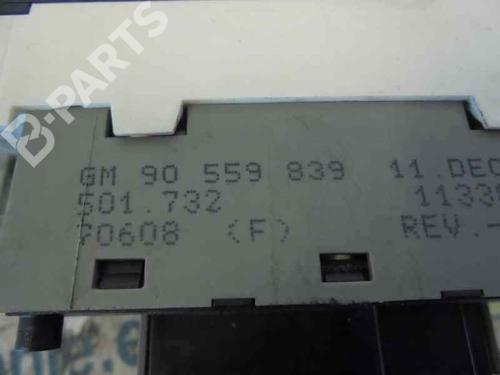 B-PARTS
GM 90 559 839 11.DEC
501.732 1133
70608 (F) REV.-